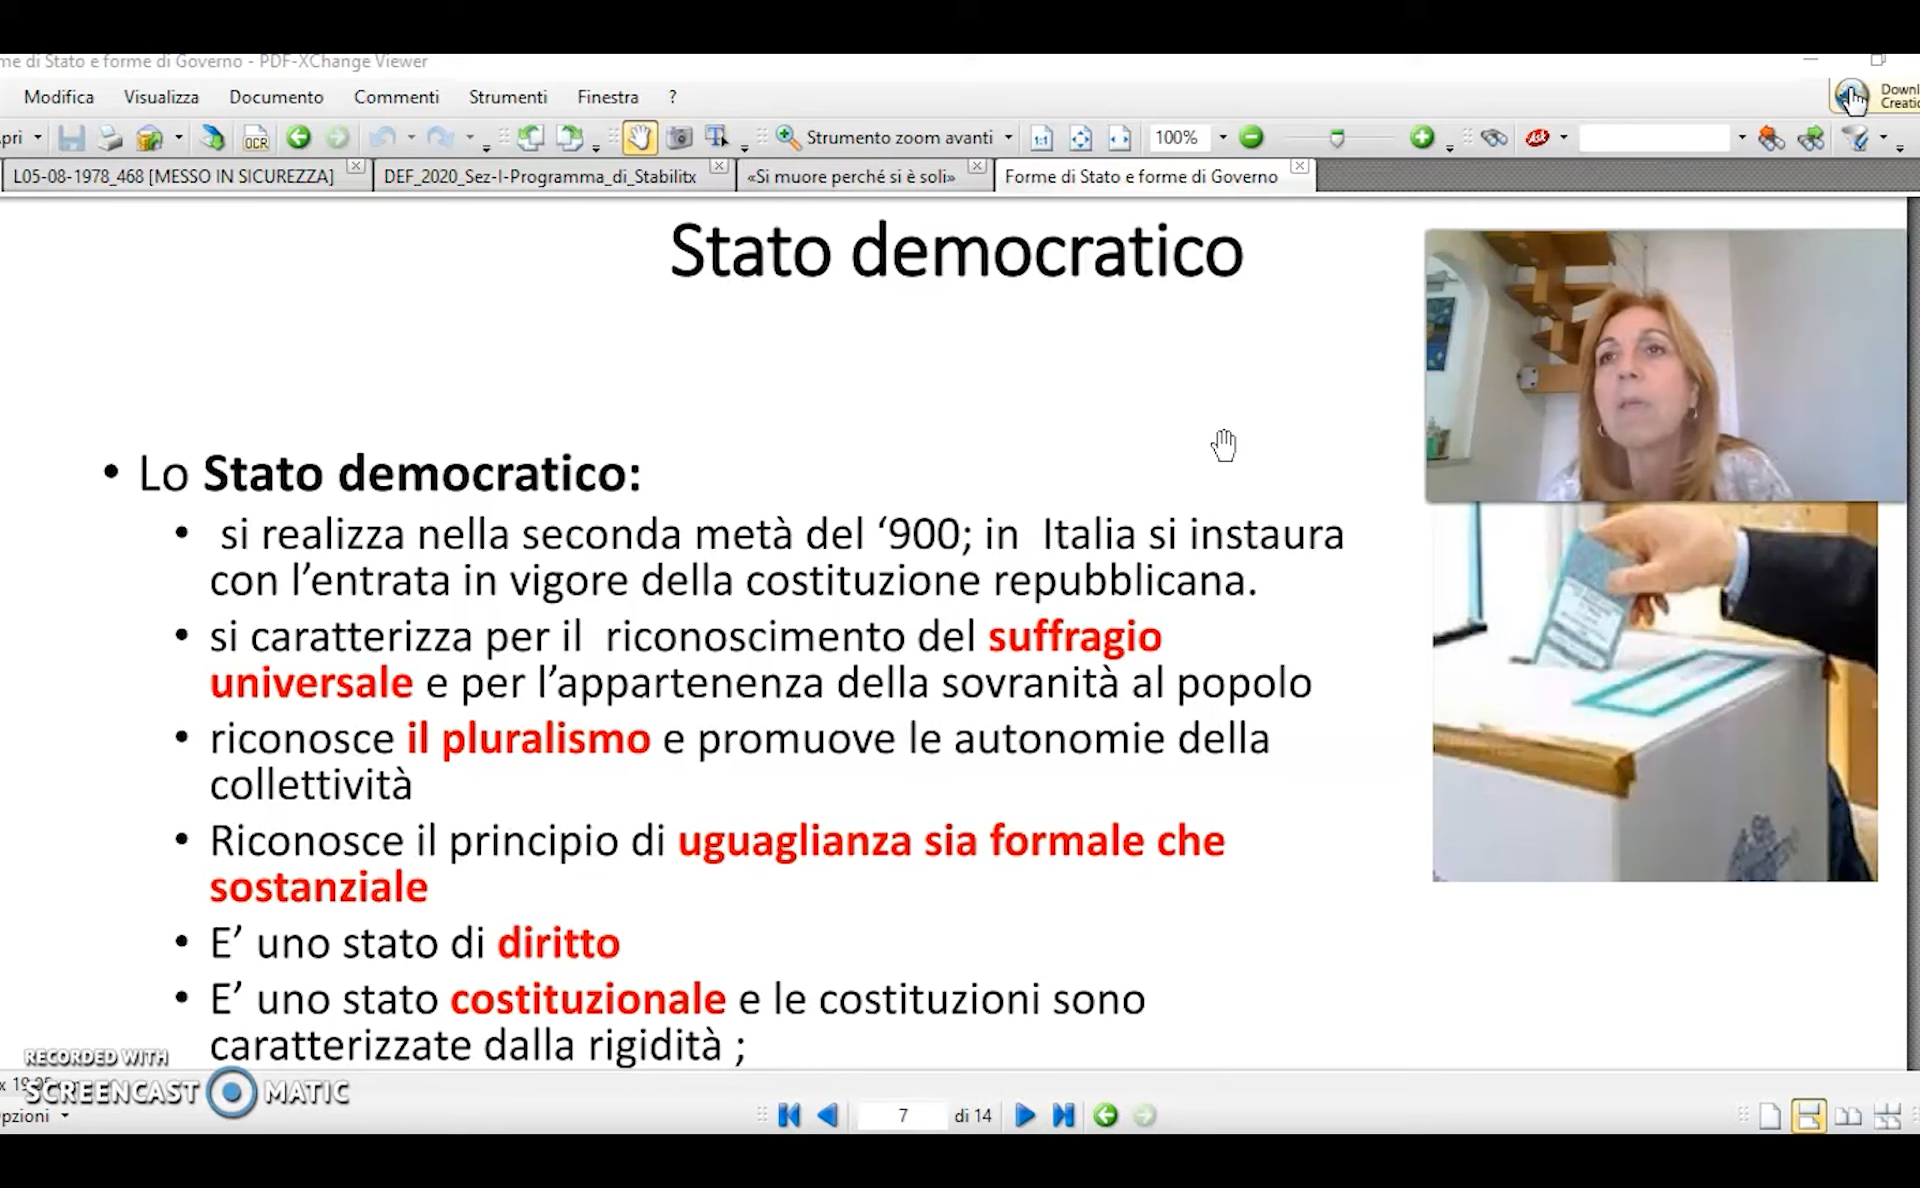 me di Stato e forme di Governo - PDF-XChange Viewer
Modifica Visualizza Documento Commenti Strumenti Finestra ?
Downl
Creatio
pri OCR Strumento zoom avanti 1:1 100% Ask
L05-08-1978_468 [MESSO IN SICUREZZA] DEF_2020_Sez-I-Programma_di_Stabilitx «Si muore perché si è soli» Forme di Stato e forme di Governo
Stato democratico
• Lo Stato democratico:
• si realizza nella seconda metà del ‘900; in Italia si instaura
con l’entrata in vigore della costituzione repubblicana.
• si caratterizza per il riconoscimento del suffragio
universale e per l’appartenenza della sovranità al popolo
• riconosce il pluralismo e promuove le autonomie della
collettività
• Riconosce il principio di uguaglianza sia formale che
sostanziale
• E’ uno stato di diritto
• E’ uno stato costituzionale e le costituzioni sono
caratterizzate dalla rigidità ;
RECORDED WITH
SCREENCAST MATIC
pzioni
7 di 14